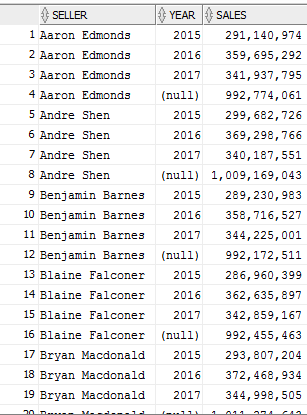 SELLER YEAR SALES
1 Aaron Edmonds 2015 291,140,974
2 Aaron Edmonds 2016 359,695,292
3 Aaron Edmonds 2017 341,937,795
4 Aaron Edmonds (null) 992,774,061
5 Andre Shen 2015 299,682,726
6 Andre Shen 2016 369,298,766
7 Andre Shen 2017 340,187,551
8 Andre Shen (null) 1,009,169,043
9 Benjamin Barnes 2015 289,230,983
10 Benjamin Barnes 2016 358,716,527
11 Benjamin Barnes 2017 344,225,001
12 Benjamin Barnes (null) 992,172,511
13 Blaine Falconer 2015 286,960,399
14 Blaine Falconer 2016 362,635,897
15 Blaine Falconer 2017 342,859,167
16 Blaine Falconer (null) 992,455,463
17 Bryan Macdonald 2015 293,807,204
18 Bryan Macdonald 2016 372,468,934
19 Bryan Macdonald 2017 344,998,505